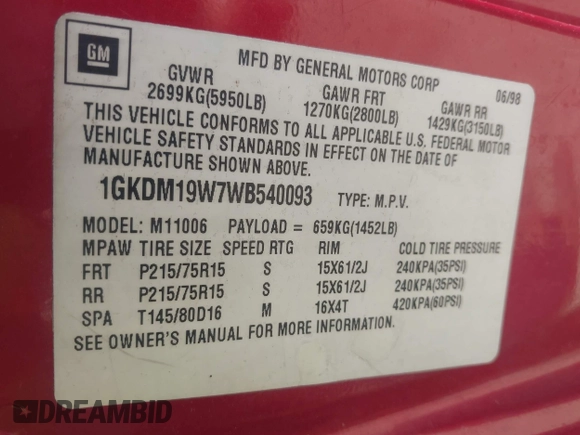 GM
MFD BY GENERAL MOTORS CORP 06/98
GVWR GAWR FRT GAWR RR
2699KG(5950LB) 1270KG(2800LB) 1429KG(3150LB)
THIS VEHICLE CONFORMS TO ALL APPLICABLE U.S. FEDERAL MOTOR
VEHICLE SAFETY STANDARDS IN EFFECT ON THE DATE OF
MANUFACTURE SHOWN ABOVE.
1GKDM19W7WB540093 TYPE: M.P.V.
MODEL: M11006 PAYLOAD = 659KG(1452LB)
MPAW TIRE SIZE SPEED RTG RIM COLD TIRE PRESSURE
FRT P215/75R15 S 15X61/2J 240KPA(35PSI)
RR P215/75R15 S 15X61/2J 240KPA(35PSI)
SPA T145/80D16 M 16X4T 420KPA(60PSI)
SEE OWNER'S MANUAL FOR MORE INFORMATION.
DREAMBID